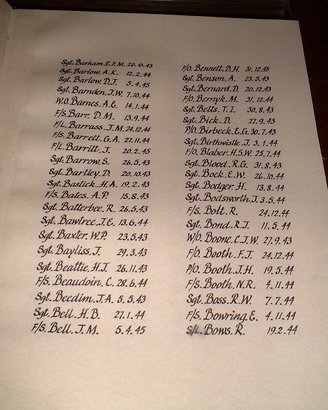 Sgt. Barham. E.T.M. 20.10.43
Sgt. Barlow. A.K. 12.2.44
Sgt. Barlow. D.J. 5.4.45
Sgt. Barnden. J.W. 7.10.44
W.O. Barnes. A.E. 14.1.44
F/S. Barr. D.M. 13.9.44
F/L. Barrass. J.M. 24.12.44
F/S. Barrett. G.A. 27.11.44
F/L. Barritt. J. 20.2.44
Sgt. Barrow. S. 26.5.43
Sgt. Bartley. D. 20.10.43
Sgt. Bastick. H.A. 19.2.43
F/S. Bates. A.P. 15.8.43
Sgt. Batterbee. R. 26.5.43
Sgt. Bawtree. J.E. 13.6.44
Sgt. Baxter. W.P. 23.5.43
Sgt. Bayliss. J. 29.3.43
Sgt. Beattie. H.J. 26.11.43
F/S. Beaudoin. C. 28.6.44
Sgt. Beedim. J.A. 5.5.43
Sgt. Bell. H.B. 27.1.44
F/S. Bell. J.M. 5.4.45
F/O. Bennett. D.H. 31.12.45
Sgt. Benson. A. 23.5.43
Sgt. Bernard. D. 20.12.43
F/O. Bernyk. M. 31.12.45
Sgt. Betts. T.J. 30.8.43
Sgt. Bick. D. 27.9.43
P/O. Birbeck. E.G. 30.7.43
Sgt. Birthwistle. J. 3.1.44
F/O. Blaber. H.S.W. 25.7.44
Sgt. Blood. R.G. 31.8.43
Sgt. Bock. E.W. 26.10.44
Sgt. Bodger. H. 13.8.44
Sgt. Bodsworth. J. 3.5.44
F/S. Bolt. R. 24.12.44
Sgt. Bond. R.J. 11.5.44
W/O. Boone. C.J.W. 27.9.43
F/O. Booth. F.J. 24.12.44
P/O. Booth. J.H. 19.5.44
F/S. Booth. N.R. 4.11.44
Sgt. Boss. R.W. 7.7.44
F/S. Bowring. E. 4.11.44
S/L. Bows. R. 19.2.44